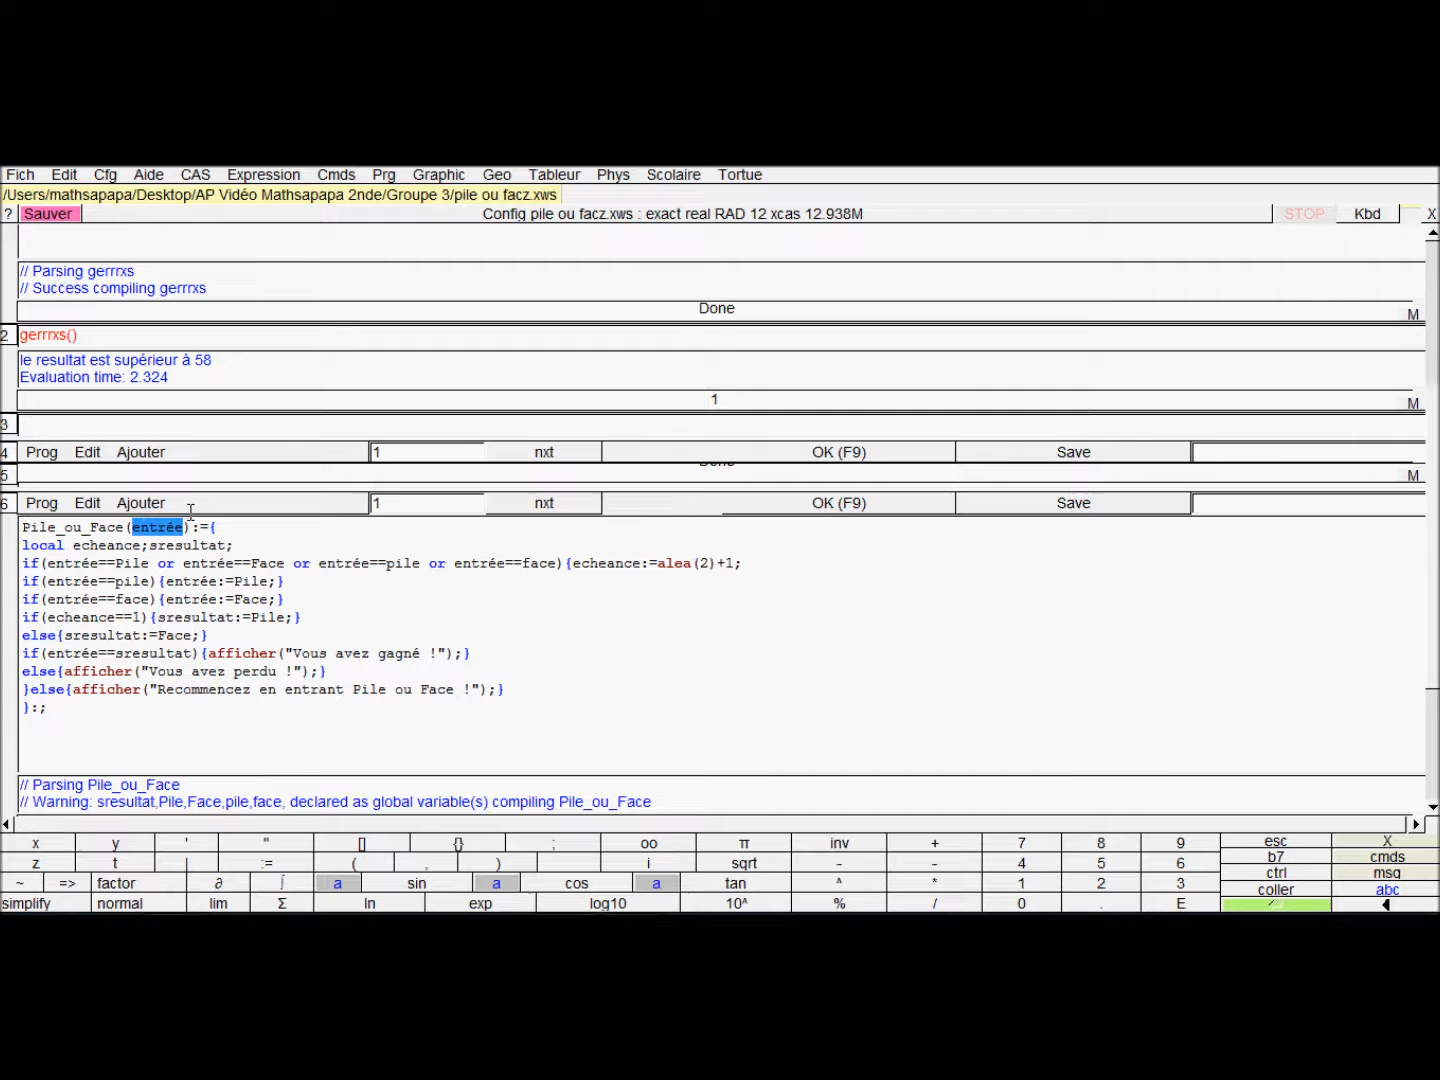 Fich Edit Cfg Aide CAS Expression Cmds Prg Graphic Geo Tableur Phys Scolaire Tortue
/Users/mathsapapa/Desktop/AP Vidéo Mathsapapa 2nde/Groupe 3/pile ou facz.xws
? Sauver Config pile ou facz.xws : exact real RAD 12 xcas 12.938M STOP Kbd X
// Parsing gerrrxs
// Success compiling gerrrxs
Done
M
2 gerrrxs()
le resultat est supérieur à 58
Evaluation time: 2.324
1
M
3
4 Prog Edit Ajouter 1 nxt OK (F9) Save
5 Done M
6 Prog Edit Ajouter 1 nxt OK (F9) Save
Pile_ou_Face(entrée):={
local echeance;sresultat;
if(entrée==Pile or entrée==Face or entrée==pile or entrée==face){echeance:=alea(2)+1;
if(entrée==pile){entrée:=Pile;}
if(entrée==face){entrée:=Face;}
if(echeance==1){sresultat:=Pile;}
else{sresultat:=Face;}
if(entrée==sresultat){afficher("Vous avez gagné !");}
else{afficher("Vous avez perdu !");}
}else{afficher("Recommencez en entrant Pile ou Face !");}
}:;
// Parsing Pile_ou_Face
// Warning: sresultat,Pile,Face,pile,face, declared as global variable(s) compiling Pile_ou_Face
x y ' " [] {} ; oo π inv + 7 8 9 esc X
z t | := ( , ) i sqrt - - 4 5 6 b7 cmds
ctrl msg
~ => factor ∂ ∫ a sin a cos a tan ^ * 1 2 3 coller abc
simplify normal lim Σ ln exp log10 10^ % / 0 . E